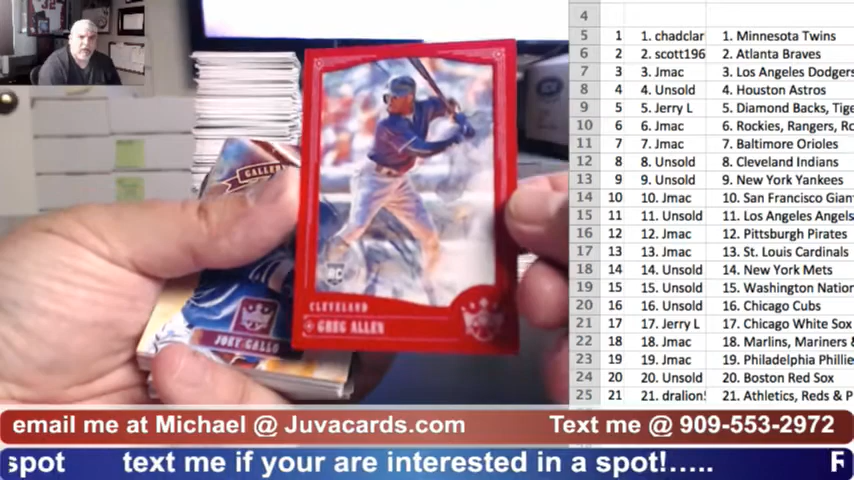 4
5 1 1. chadclar 1. Minnesota Twins
6 2 2. scott196 2. Atlanta Braves
7 3 3. Jmac 3. Los Angeles Dodgers
8 4 4. Unsold 4. Houston Astros
9 5 5. Jerry L 5. Diamond Backs, Tige
10 6 6. Jmac 6. Rockies, Rangers, Ro
11 7 7. Jmac 7. Baltimore Orioles
12 8 8. Unsold 8. Cleveland Indians
13 9 9. Unsold 9. New York Yankees
14 10 10. Jmac 10. San Francisco Gian
15 11 11. Unsold 11. Los Angeles Angels
16 12 12. Jmac 12. Pittsburgh Pirates
17 13 13. Jmac 13. St. Louis Cardinals
18 14 14. Unsold 14. New York Mets
19 15 15. Unsold 15. Washington Natio
20 16 16. Unsold 16. Chicago Cubs
21 17 17. Jerry L 17. Chicago White Sox
22 18 18. Jmac 18. Marlins, Mariners &
23 19 19. Jmac 19. Philadelphia Phillie
24 20 20. Unsold 20. Boston Red Sox
25 21 21. dralion! 21. Athletics, Reds & P
GALLERY
JOEY GALLO
RC
CLEVELAND
GREG ALLEN
email me at Michael @ Juvacards.com Text me @ 909-553-2972
spot text me if your are interested in a spot!.....